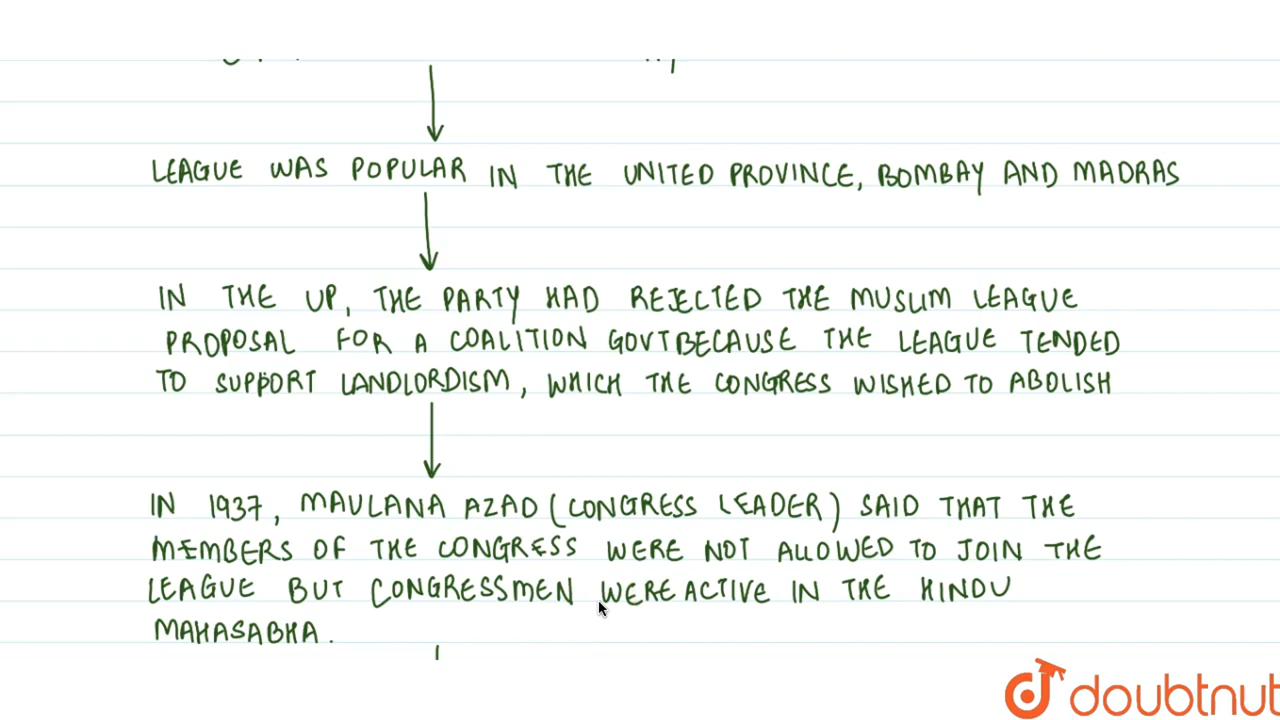 LEAGUE WAS POPULAR IN THE UNITED PROVINCE, BOMBAY AND MADRAS
IN THE UP, THE PARTY HAD REJECTED THE MUSLIM LEAGUE
PROPOSAL FOR A COALITION GOVT BECAUSE THE LEAGUE TENDED
TO SUPPORT LANDLORDISM, WHICH THE CONGRESS WISHED TO ABOLISH
IN 1937, MAULANA AZAD (CONGRESS LEADER) SAID THAT THE
MEMBERS OF THE CONGRESS WERE NOT ALLOWED TO JOIN THE
LEAGUE BUT CONGRESSMEN WERE ACTIVE IN THE HINDU
MAHASABHA.
doubtnut